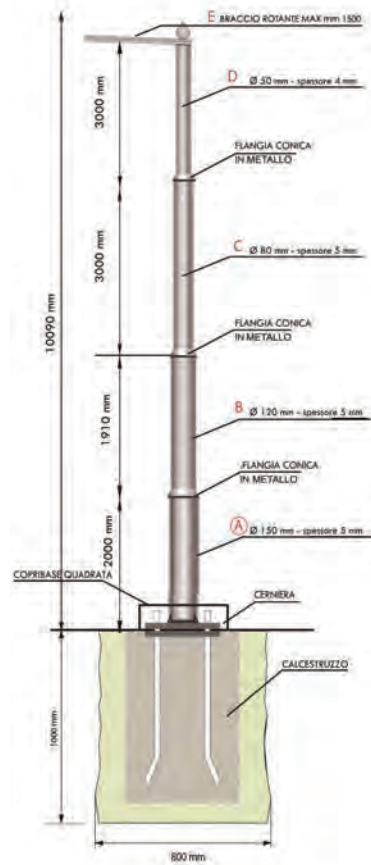 E BRACCIO ROTANTE MAX mm 1500
D Ø 50 mm - spessore 4 mm
3000 mm
FLANGIA CONICA
IN METALLO
C Ø 80 mm - spessore 5 mm
3000 mm
10090 mm
FLANGIA CONICA
IN METALLO
B Ø 120 mm - spessore 5 mm
1910 mm
FLANGIA CONICA
IN METALLO
A Ø 150 mm - spessore 5 mm
2000 mm
COPRIBASE QUADRATA
CERNIERA
CALCESTRUZZO
1000 mm
800 mm